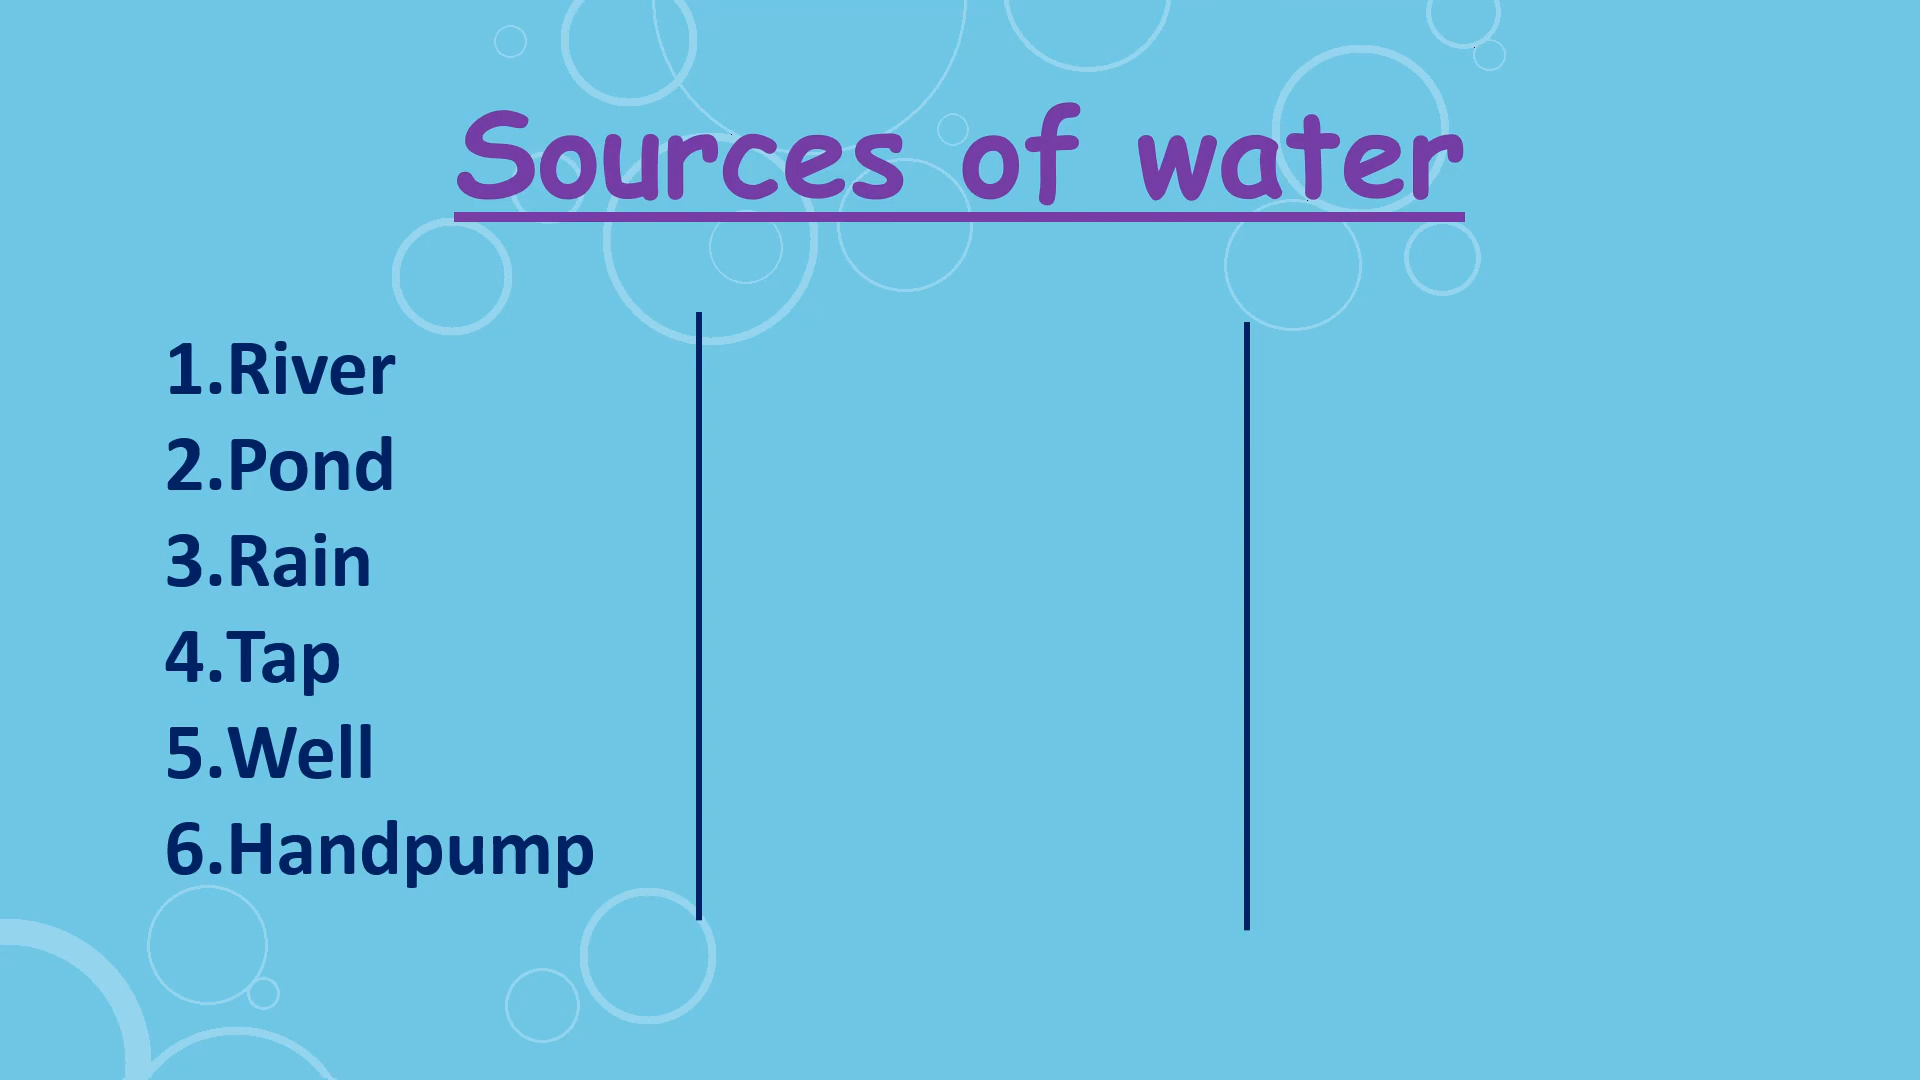 Sources of water
1.River
2.Pond
3.Rain
4.Tap
5.Well
6.Handpump